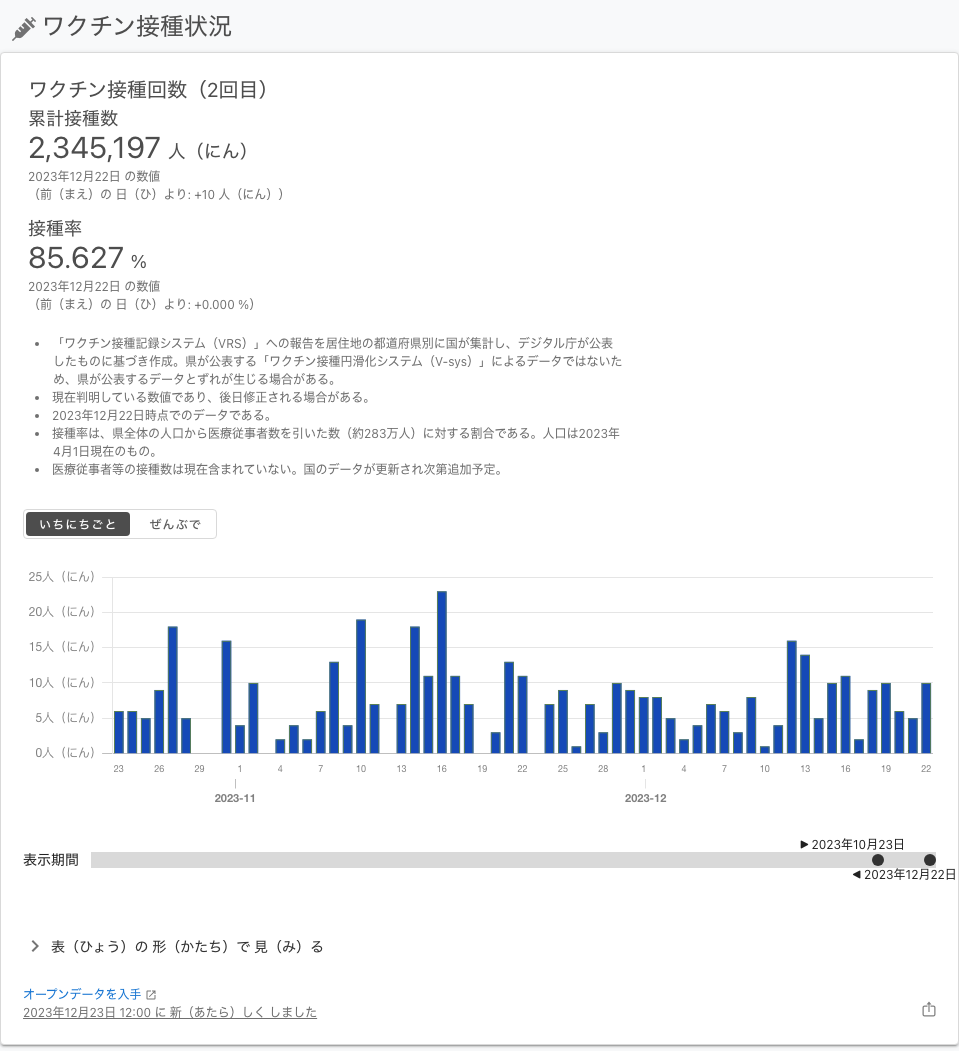 ワクチン接種状況
ワクチン接種回数（2回目）
累計接種数
2,345,197 人（にん）
2023年12月22日 の数値
（前（まえ）の 日（ひ）より: +10 人（にん））
接種率
85.627 %
2023年12月22日 の数値
（前（まえ）の 日（ひ）より: +0.000 %）
• 「ワクチン接種記録システム（VRS）」への報告を居住地の都道府県別に国が集計し、デジタル庁が公表
したものに基づき作成。県が公表する「ワクチン接種円滑化システム（V-sys）」によるデータではないた
め、県が公表するデータとずれが生じる場合がある。
• 現在判明している数値であり、後日修正される場合がある。
• 2023年12月22日時点でのデータである。
• 接種率は、県全体の人口から医療従事者数を引いた数（約283万人）に対する割合である。人口は2023年
4月1日現在のもの。
• 医療従事者等の接種数は現在含まれていない。国のデータが更新され次第追加予定。
いちにちごと ぜんぶで
25人（にん）
20人（にん）
15人（にん）
10人（にん）
5人（にん）
0人（にん）
23 26 29 1 4 7 10 13 16 19 22 25 28 1 4 7 10 13 16 19 22
2023-11 2023-12
▶ 2023年10月23日
表示期間
◀ 2023年12月22日
表（ひょう）の 形（かたち）で 見（み）る
オープンデータを入手
2023年12月23日 12:00 に 新（あたら）しく しました